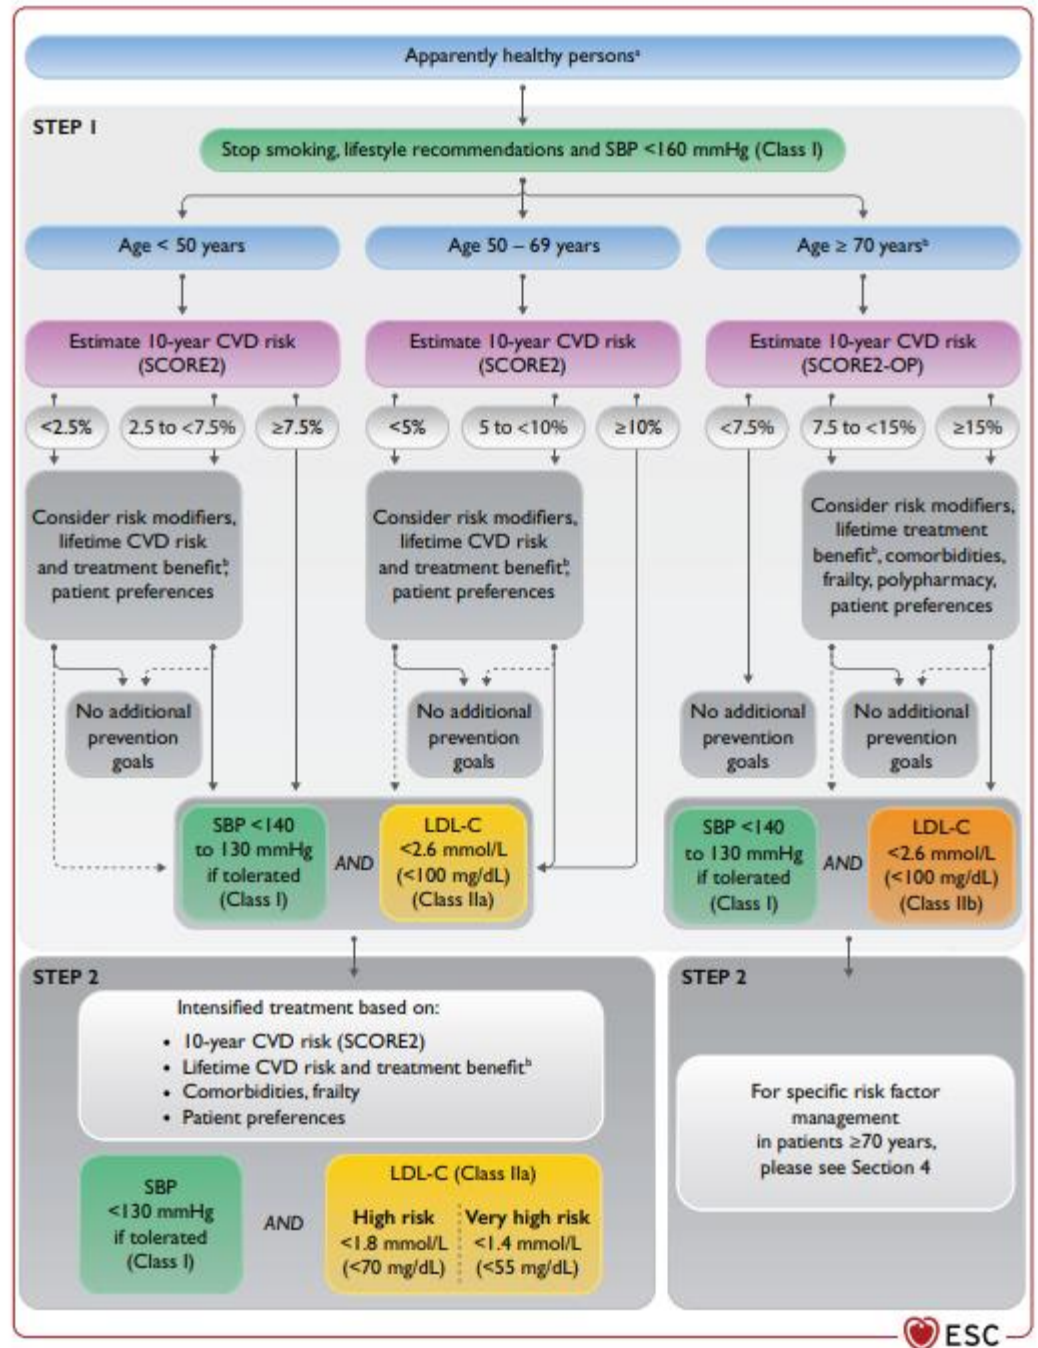 Apparently healthy personsᵃ
STEP 1
Stop smoking, lifestyle recommendations and SBP <160 mmHg (Class I)
Age < 50 years
Age 50 – 69 years
Age ≥ 70 yearsᵇ
Estimate 10-year CVD risk
(SCORE2)
Estimate 10-year CVD risk
(SCORE2)
Estimate 10-year CVD risk
(SCORE2-OP)
<2.5%
2.5 to <7.5%
≥7.5%
<5%
5 to <10%
≥10%
<7.5%
7.5 to <15%
≥15%
Consider risk modifiers,
lifetime CVD risk
and treatment benefitᵇ,
patient preferences
Consider risk modifiers,
lifetime CVD risk
and treatment benefitᵇ,
patient preferences
Consider risk modifiers,
lifetime treatment
benefitᵇ, comorbidities,
frailty, polypharmacy,
patient preferences
No additional
prevention
goals
No additional
prevention
goals
No additional
prevention
goals
No additional
prevention
goals
SBP <140
to 130 mmHg
if tolerated
(Class I)
AND
LDL-C
<2.6 mmol/L
(<100 mg/dL)
(Class IIa)
SBP <140
to 130 mmHg
if tolerated
(Class I)
AND
LDL-C
<2.6 mmol/L
(<100 mg/dL)
(Class IIb)
STEP 2
Intensified treatment based on:
• 10-year CVD risk (SCORE2)
• Lifetime CVD risk and treatment benefitᵇ
• Comorbidities, frailty
• Patient preferences
SBP
<130 mmHg
if tolerated
(Class I)
AND
LDL-C (Class IIa)
High risk
<1.8 mmol/L
(<70 mg/dL)
Very high risk
<1.4 mmol/L
(<55 mg/dL)
STEP 2
For specific risk factor
management
in patients ≥70 years,
please see Section 4
ESC